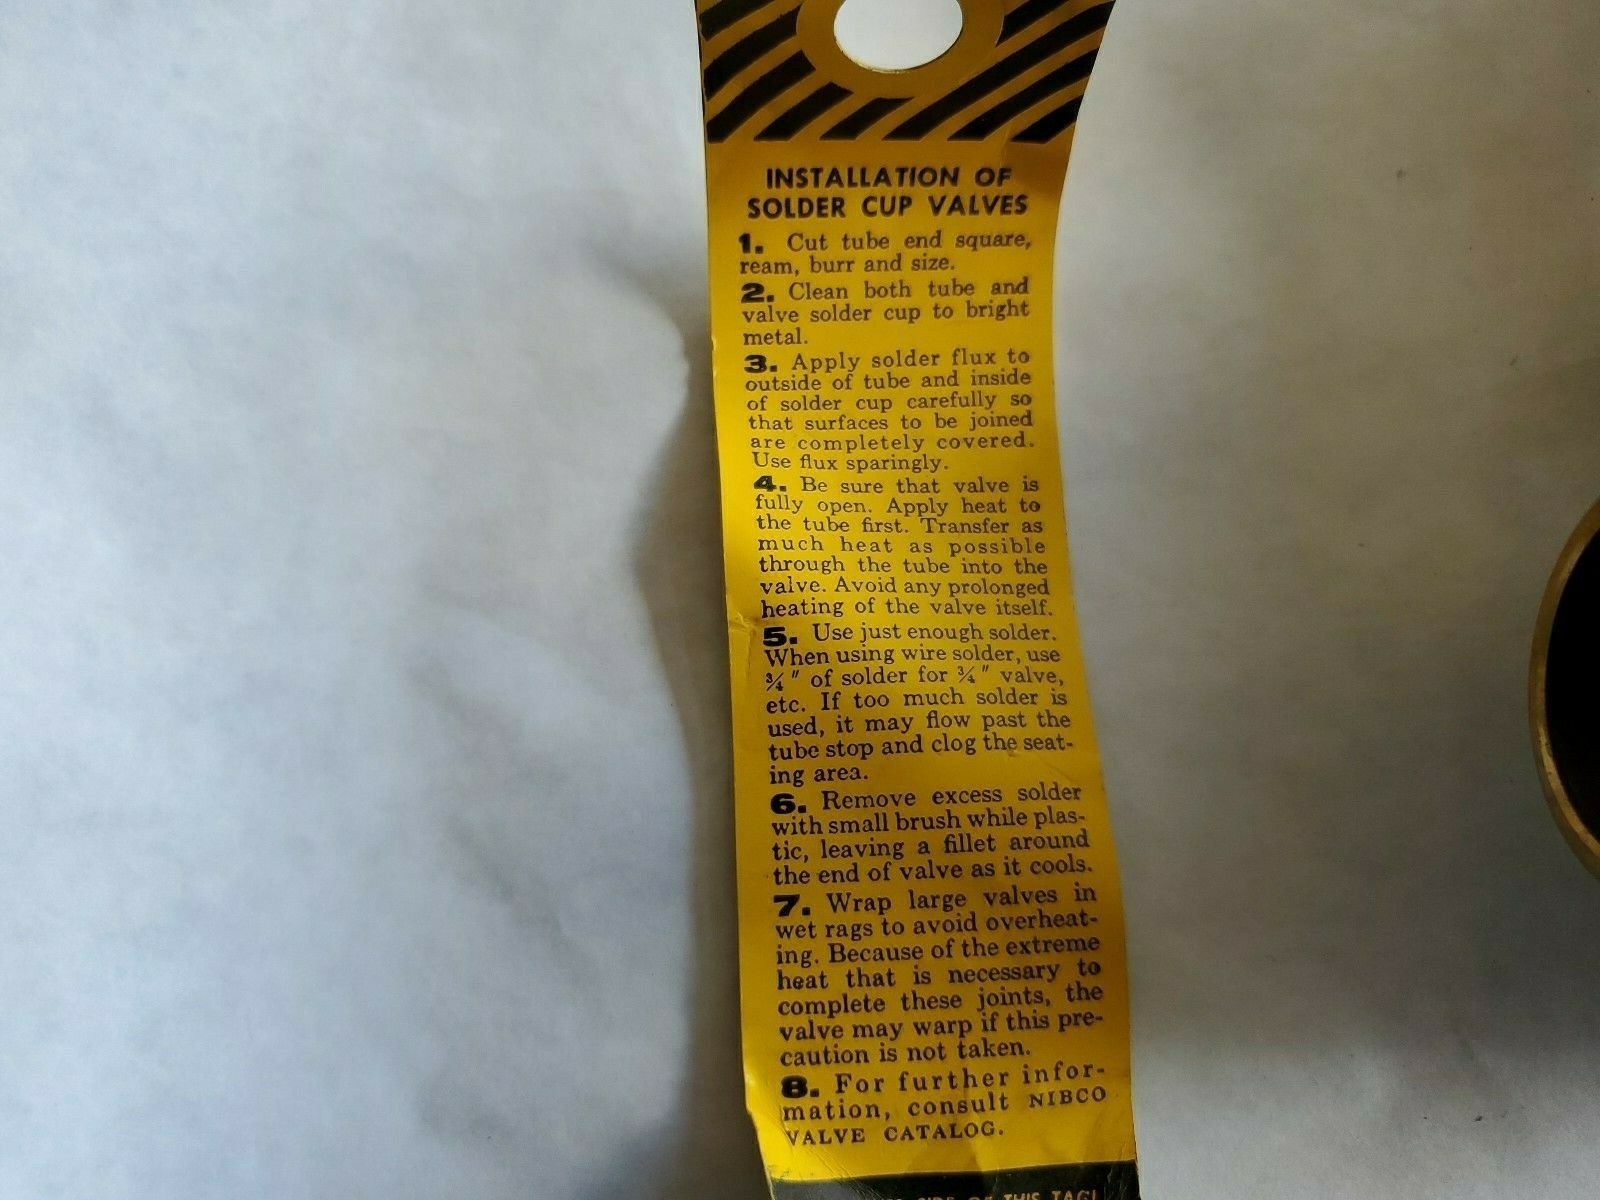 INSTALLATION OF
SOLDER CUP VALVES
1. Cut tube end square,
ream, burr and size.
2. Clean both tube and
valve solder cup to bright
metal.
3. Apply solder flux to
outside of tube and inside
of solder cup carefully so
that surfaces to be joined
are completely covered.
Use flux sparingly.
4. Be sure that valve is
fully open. Apply heat to
the tube first. Transfer as
much heat as possible
through the tube into the
valve. Avoid any prolonged
heating of the valve itself.
5. Use just enough solder.
When using wire solder, use
¾" of solder for ¾" valve,
etc. If too much solder is
used, it may flow past the
tube stop and clog the seat-
ing area.
6. Remove excess solder
with small brush while plas-
tic, leaving a fillet around
the end of valve as it cools.
7. Wrap large valves in
wet rags to avoid overheat-
ing. Because of the extreme
heat that is necessary to
complete these joints, the
valve may warp if this pre-
caution is not taken.
8. For further infor-
mation, consult NIBCO
VALVE CATALOG.
SIDE OF THIS TAG!